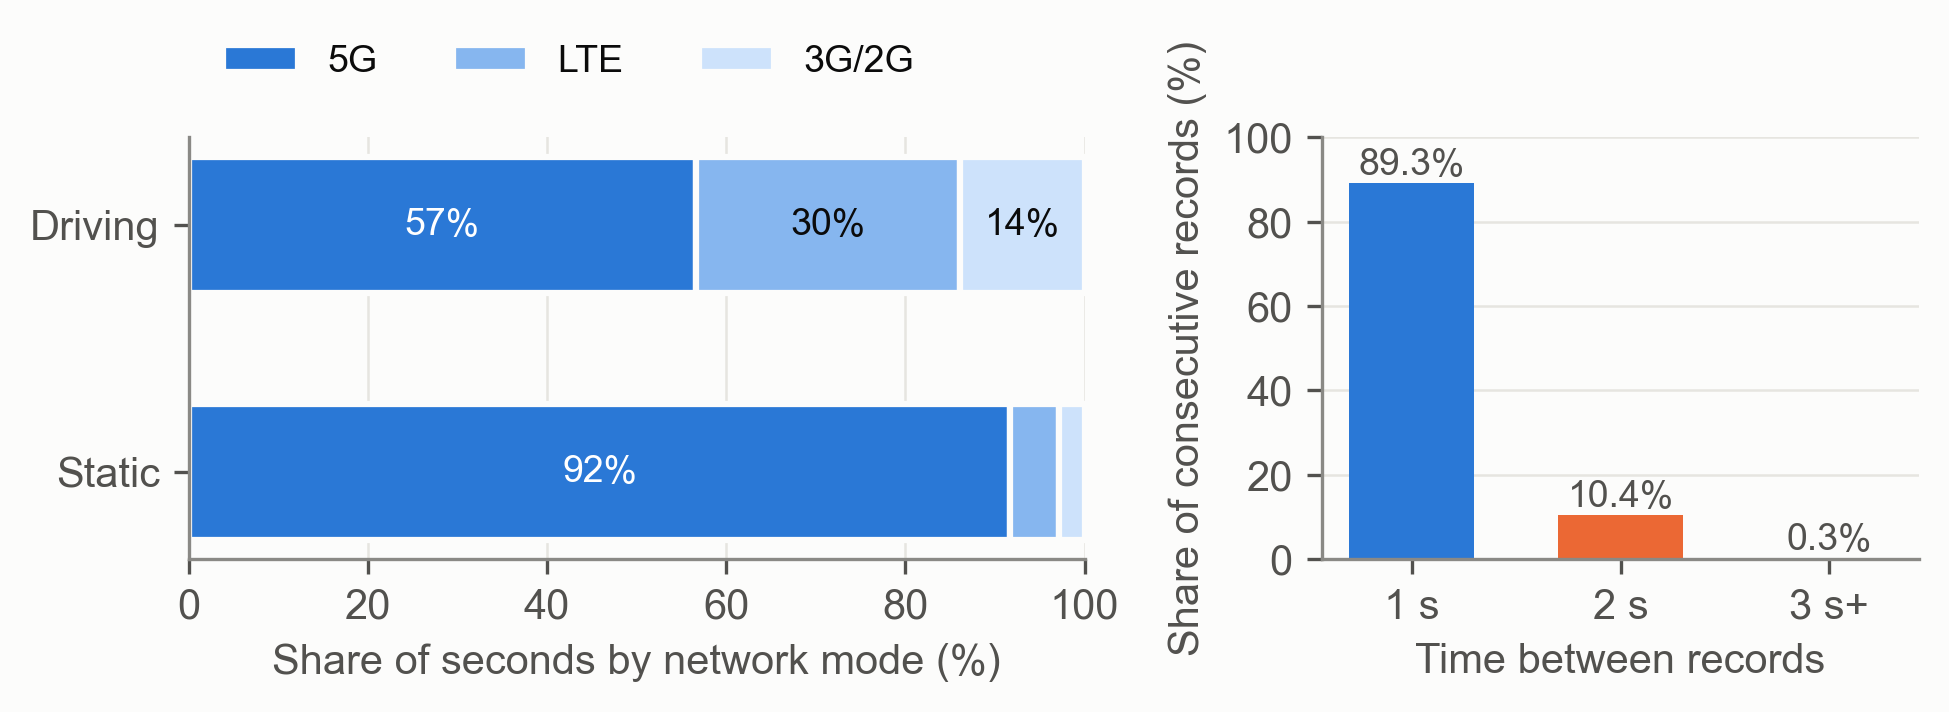 5G LTE 3G/2G
Driving
57% 30% 14%
Static
92%
0 20 40 60 80 100
Share of seconds by network mode (%)
Share of consecutive records (%)
100
80
60
40
20
0
89.3%
10.4%
0.3%
1 s 2 s 3 s+
Time between records